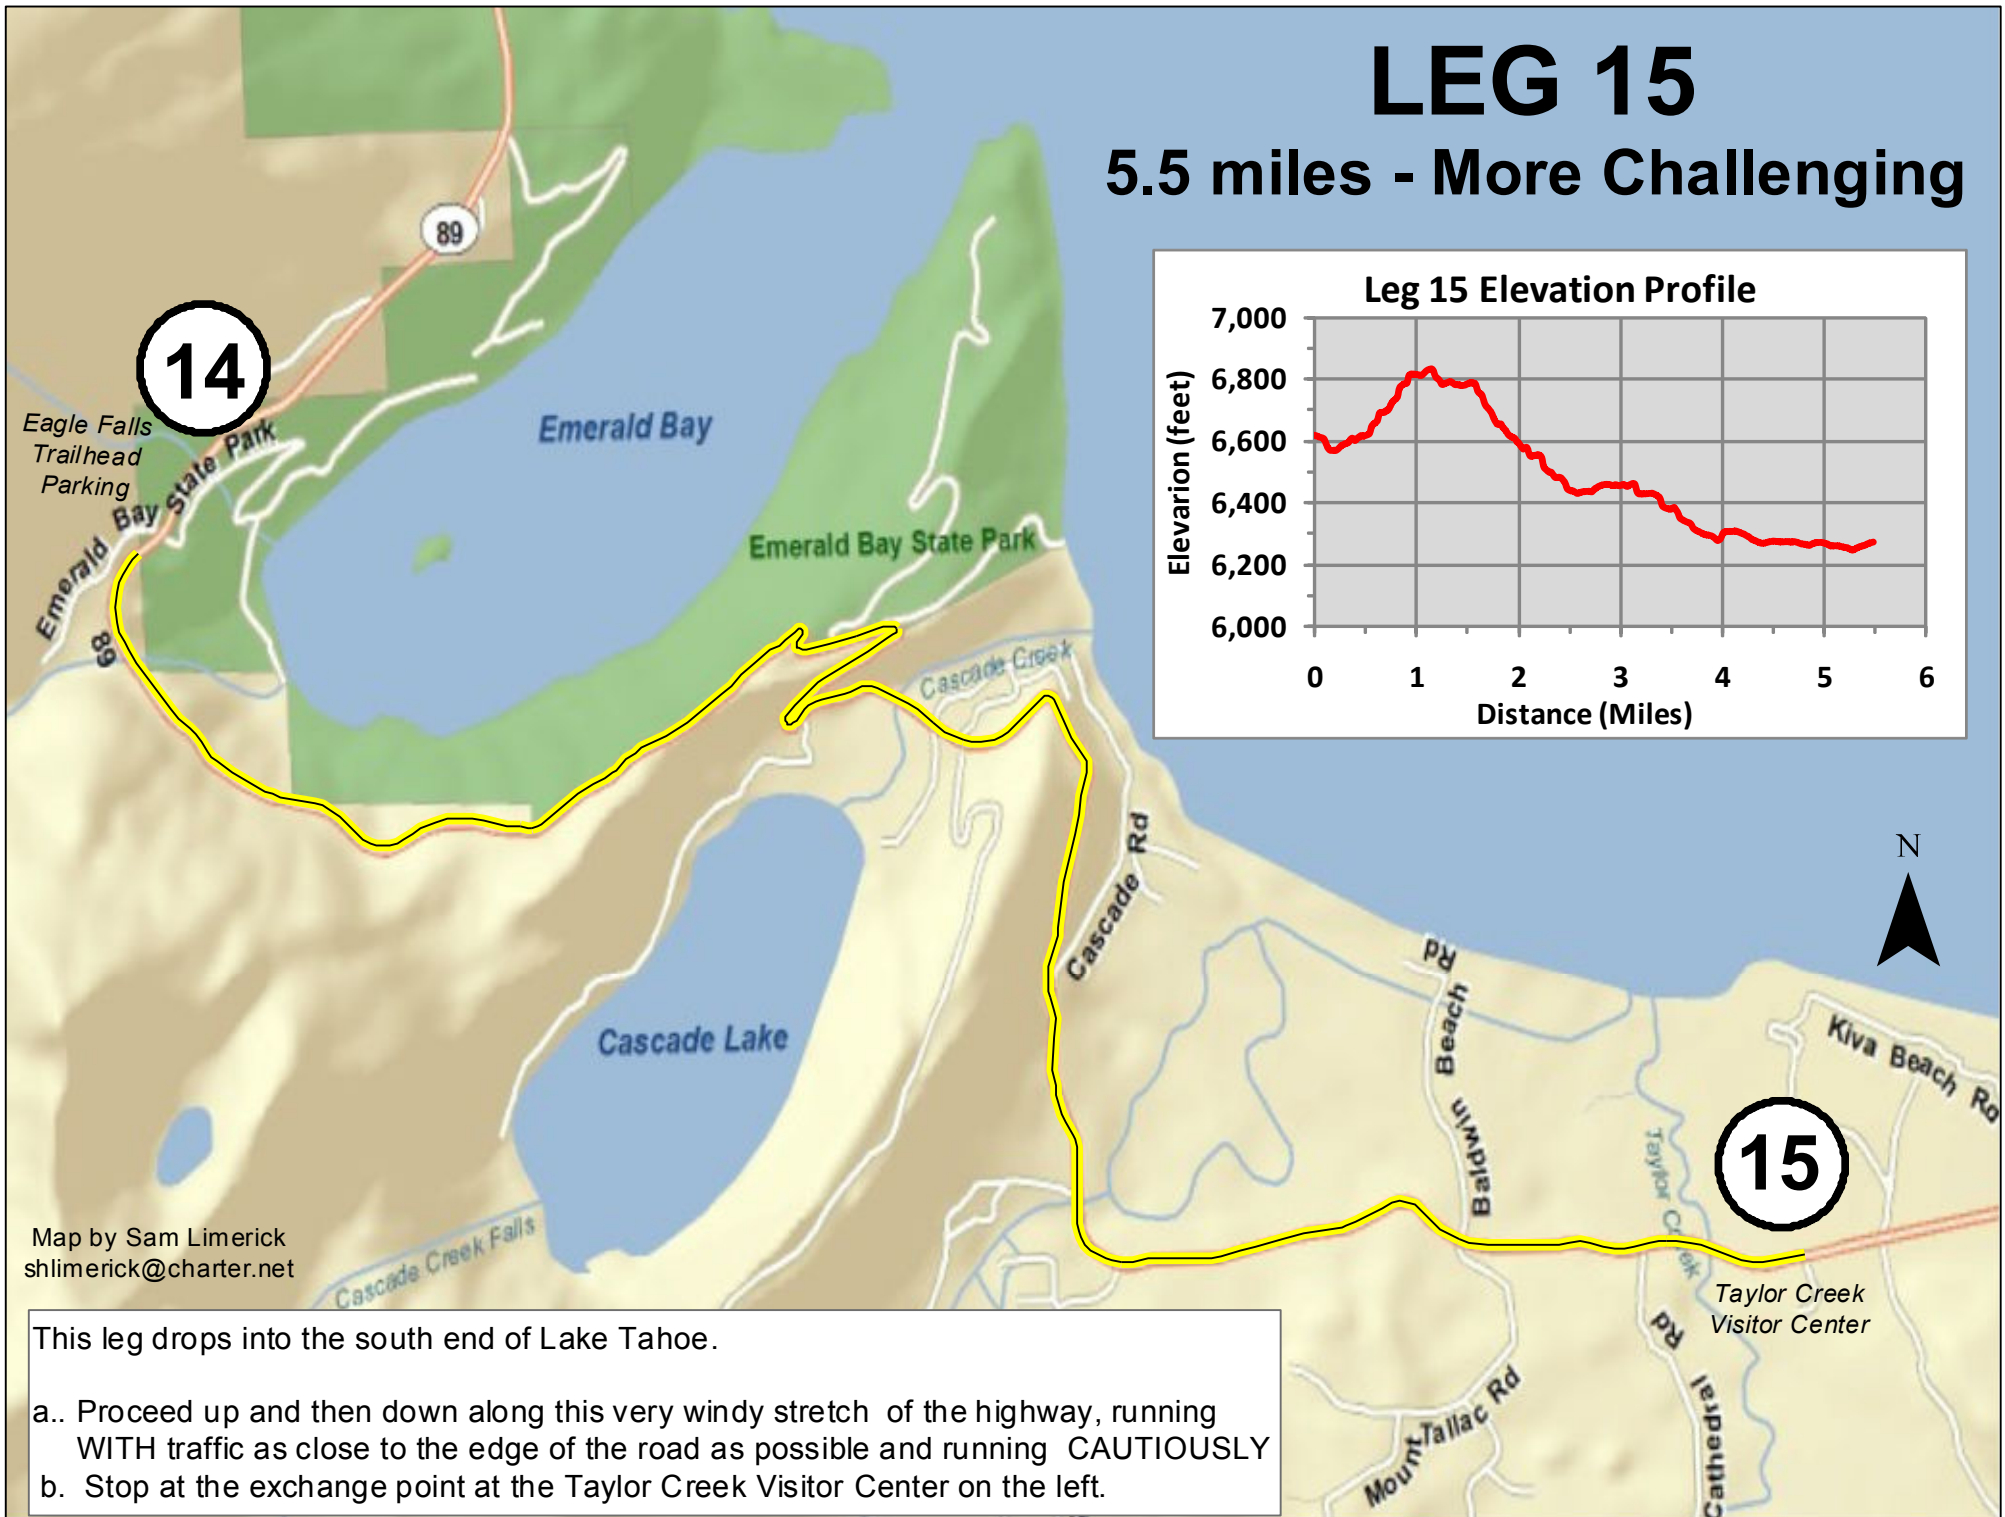 LEG 15
5.5 miles - More Challenging
Leg 15 Elevation Profile
Elevarion (feet)
7,000
6,800
6,600
6,400
6,200
6,000
0 1 2 3 4 5 6
Distance (Miles)
89
14
Eagle Falls
Trailhead
Parking
Emerald Bay State Park
89
Emerald Bay
Emerald Bay State Park
Cascade Creek
Cascade Rd
Cascade Lake
Cascade Creek Falls
N
Baldwin Beach Rd
Kiva Beach Rd
Taylor Creek
15
Taylor Creek
Visitor Center
Mount Tallac Rd
Cathedral Rd
Map by Sam Limerick
shlimerick@charter.net
This leg drops into the south end of Lake Tahoe.
a.. Proceed up and then down along this very windy stretch of the highway, running
WITH traffic as close to the edge of the road as possible and running CAUTIOUSLY
b. Stop at the exchange point at the Taylor Creek Visitor Center on the left.